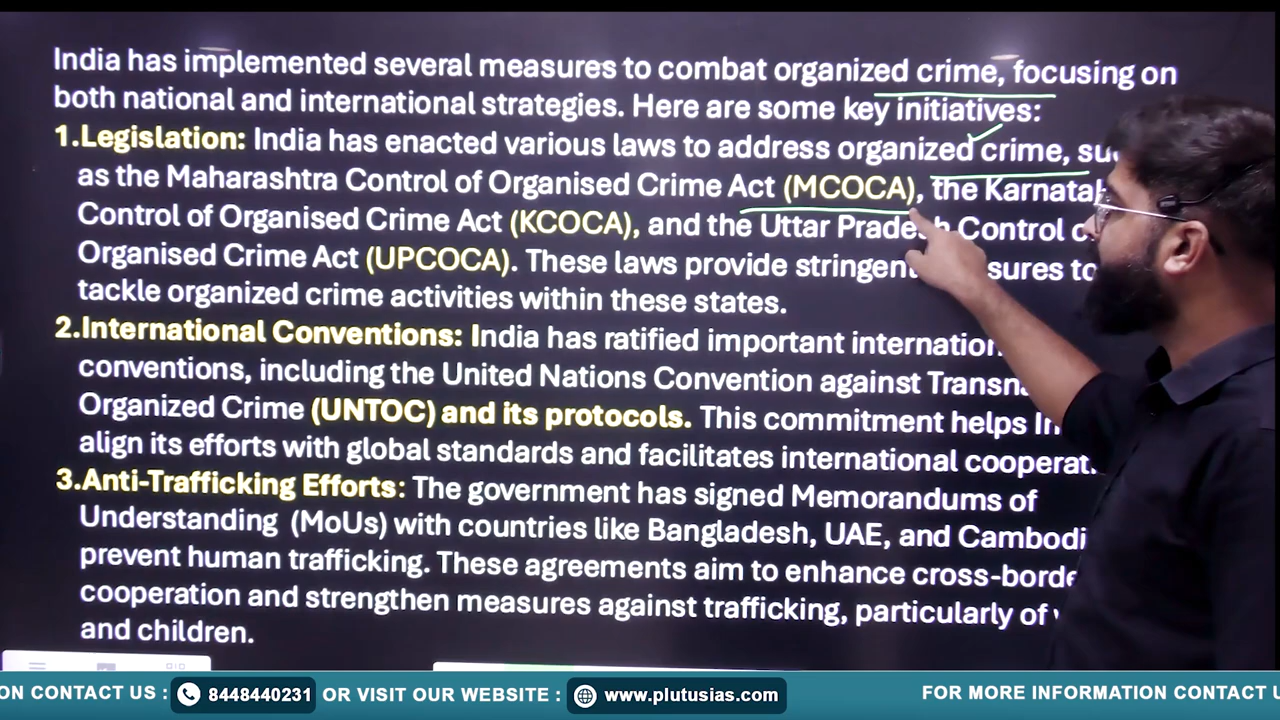 India has implemented several measures to combat organized crime, focusing on
both national and international strategies. Here are some key initiatives:
1.Legislation: India has enacted various laws to address organized crime,
as the Maharashtra Control of Organised Crime Act (MCOCA), the
Control of Organised Crime Act (KCOCA), and the Uttar Pradesh Control
Organised Crime Act (UPCOCA). These laws provide stringent to
tackle organized crime activities within these states.
2.International Conventions: India has ratified important
conventions, including the United Nations Convention against
Organized Crime (UNTOC) and its protocols. This commitment helps
align its efforts with global standards and facilitates international
3.Anti-Trafficking Efforts: The government has signed Memorandums of
Understanding (MoUs) with countries like Bangladesh, UAE, and
prevent human trafficking. These agreements aim to enhance
cooperation and strengthen measures against trafficking, particularly of
and children.
ON CONTACT US : 8448440231 OR VISIT OUR WEBSITE : www.plutusias.com FOR MORE INFORMATION CONTACT